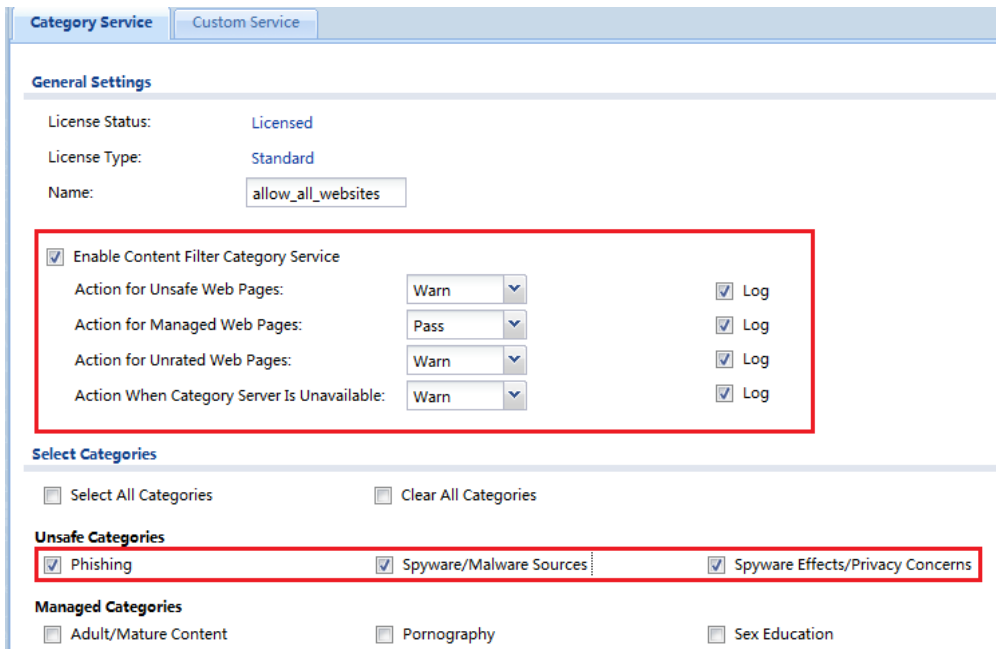 Category Service Custom Service
General Settings
License Status: Licensed
License Type: Standard
Name: allow_all_websites
Enable Content Filter Category Service
Action for Unsafe Web Pages: Warn Log
Action for Managed Web Pages: Pass Log
Action for Unrated Web Pages: Warn Log
Action When Category Server Is Unavailable: Warn Log
Select Categories
Select All Categories Clear All Categories
Unsafe Categories
Phishing Spyware/Malware Sources Spyware Effects/Privacy Concerns
Managed Categories
Adult/Mature Content Pornography Sex Education